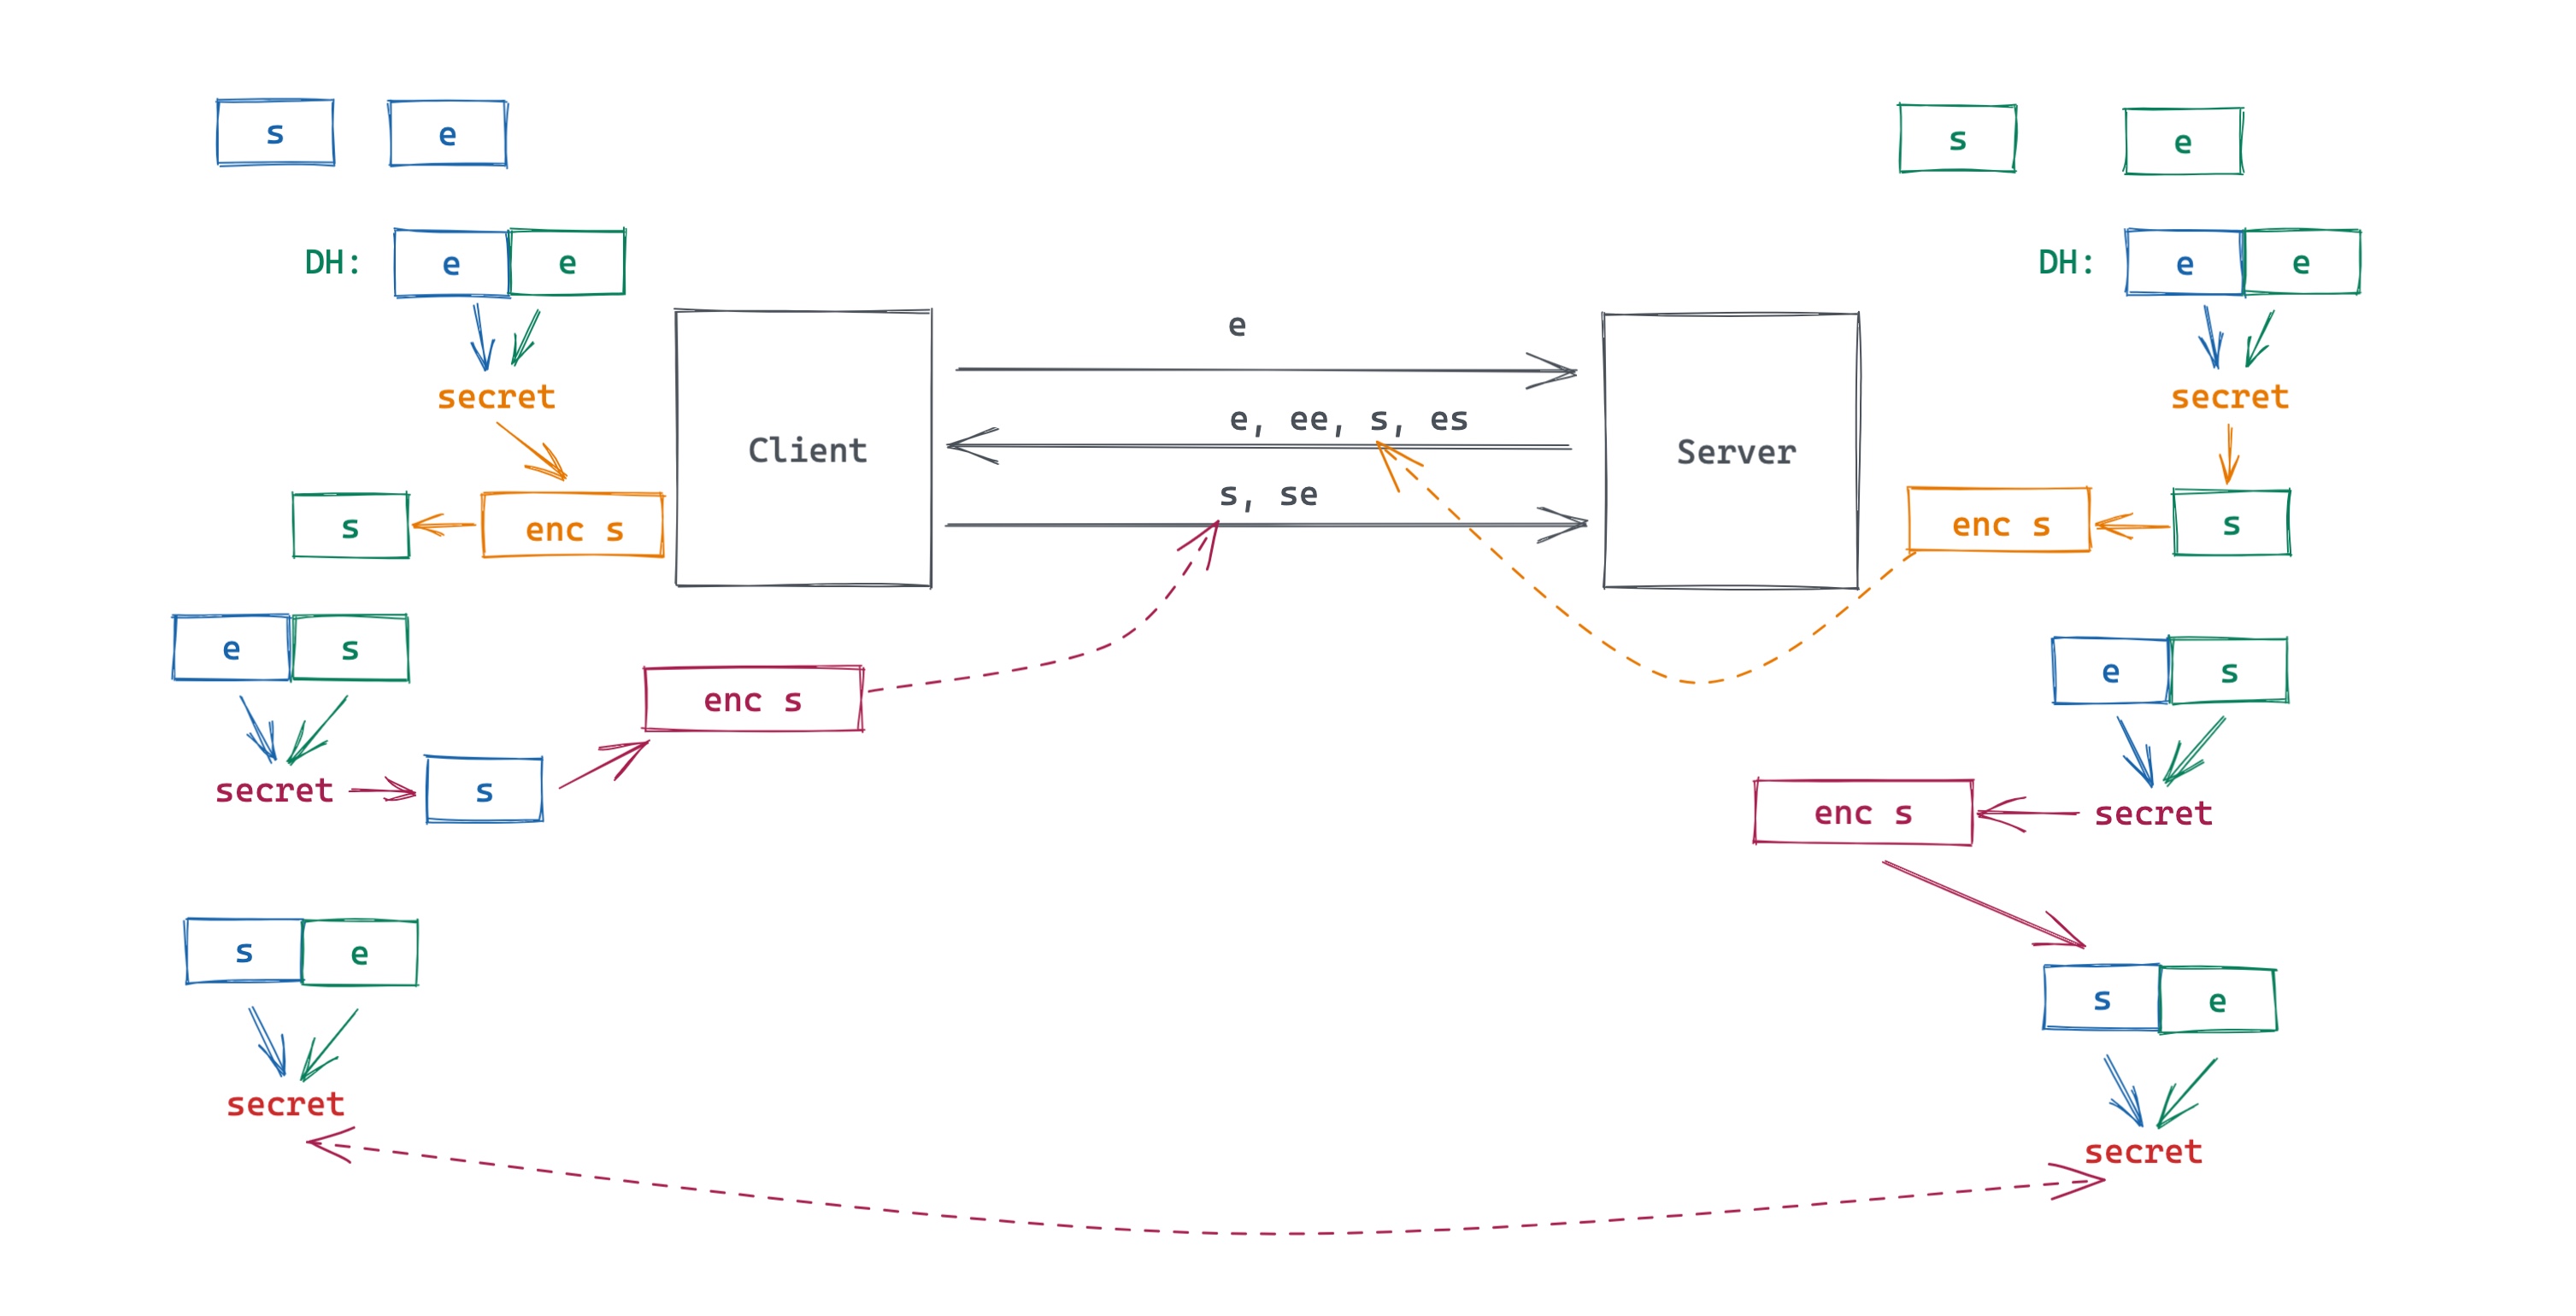 s e
s e
DH: e e
DH: e e
e
secret
secret
e, ee, s, es
Client
Server
s, se
s enc s
enc s s
e s
e s
enc s
secret s
enc s secret
s e
s e
secret
secret